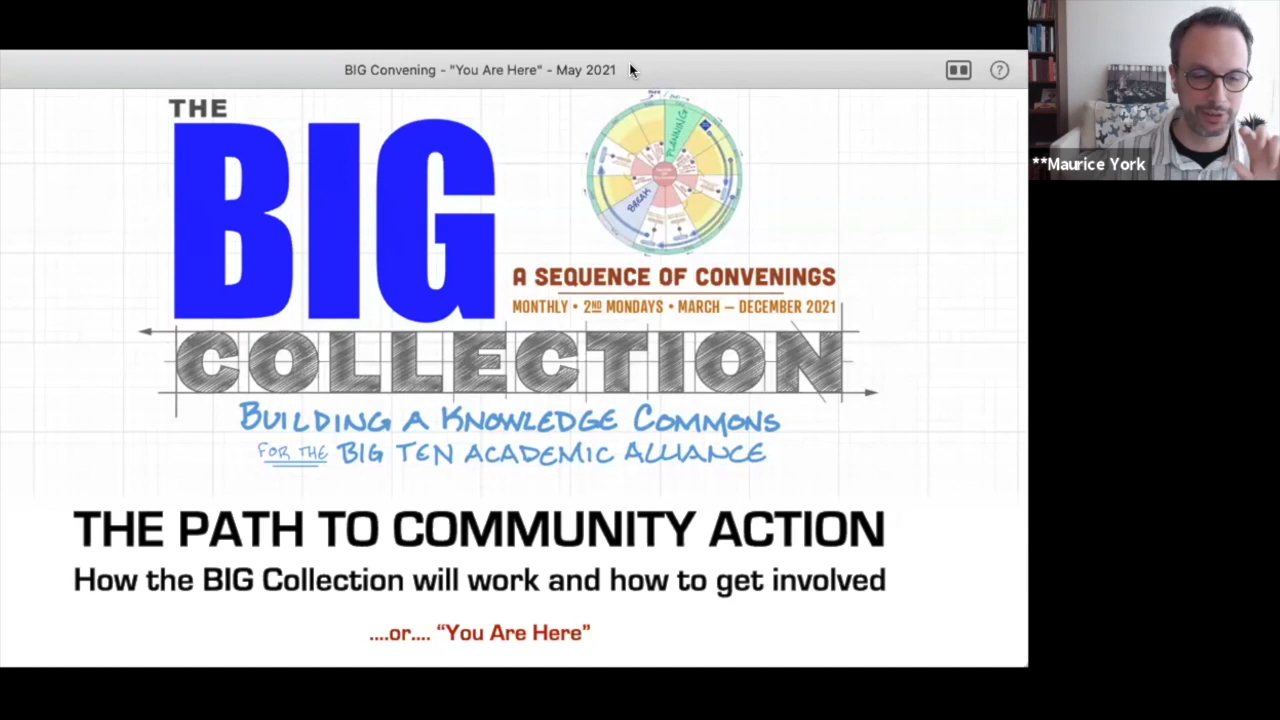 BIG Convening - "You Are Here" - May 2021
?
THE
BIG
PLANNING
BREAK
A SEQUENCE OF CONVENINGS
MONTHLY • 2ND MONDAYS • MARCH – DECEMBER 2021
COLLECTION
BUILDING A KNOWLEDGE COMMONS
FOR THE BIG TEN ACADEMIC ALLIANCE
THE PATH TO COMMUNITY ACTION
How the BIG Collection will work and how to get involved
....or.... “You Are Here”
**Maurice York